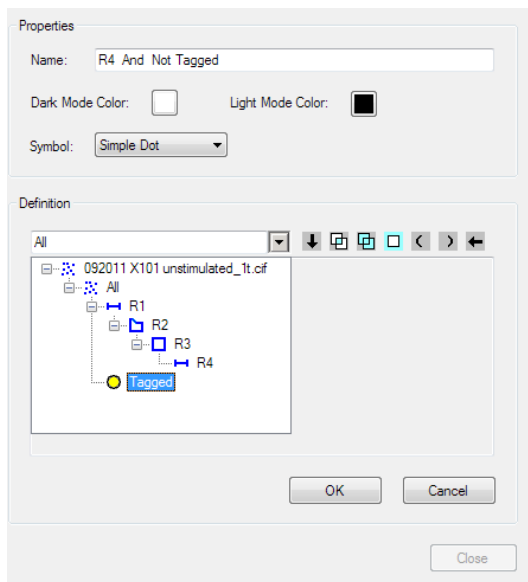 Properties
Name: R4 And Not Tagged
Dark Mode Color: Light Mode Color:
Symbol: Simple Dot
Definition
All
092011 X101 unstimulated_1t.cif
All
R1
R2
R3
R4
Tagged
OK Cancel
Close